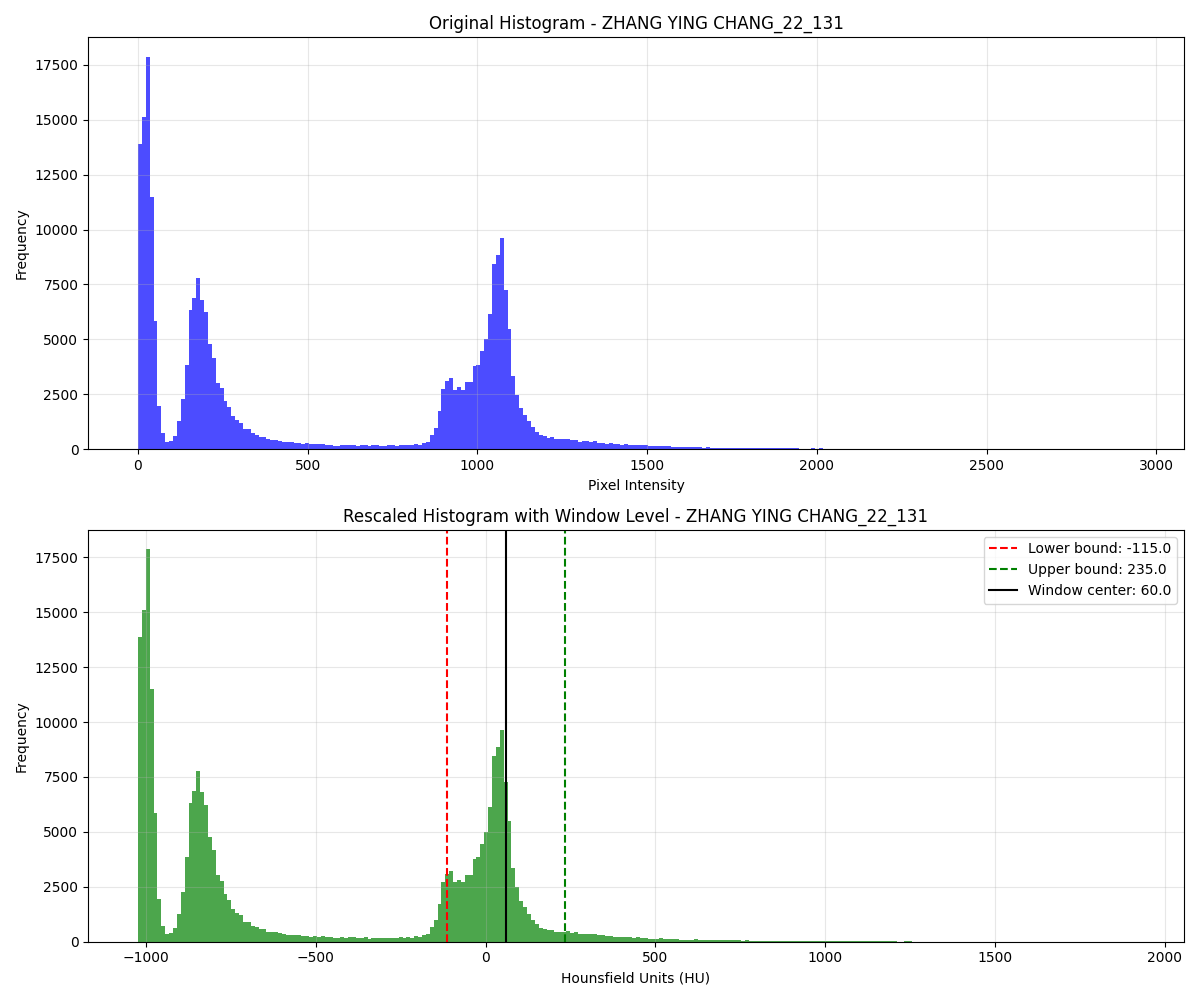 Original Histogram - ZHANG YING CHANG_22_131
Frequency
17500
15000
12500
10000
7500
5000
2500
0
0 500 1000 1500 2000 2500 3000
Pixel Intensity
Rescaled Histogram with Window Level - ZHANG YING CHANG_22_131
Lower bound: -115.0
Upper bound: 235.0
Window center: 60.0
Frequency
17500
15000
12500
10000
7500
5000
2500
0
−1000 −500 0 500 1000 1500 2000
Hounsfield Units (HU)